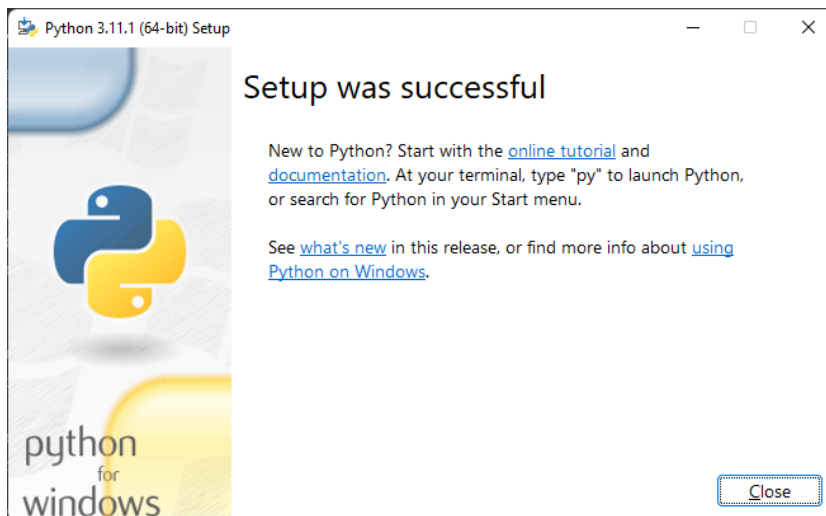 Python 3.11.1 (64-bit) Setup
Setup was successful
New to Python? Start with the online tutorial and
documentation. At your terminal, type "py" to launch Python,
or search for Python in your Start menu.
See what's new in this release, or find more info about using
Python on Windows.
python
for
windows
Close